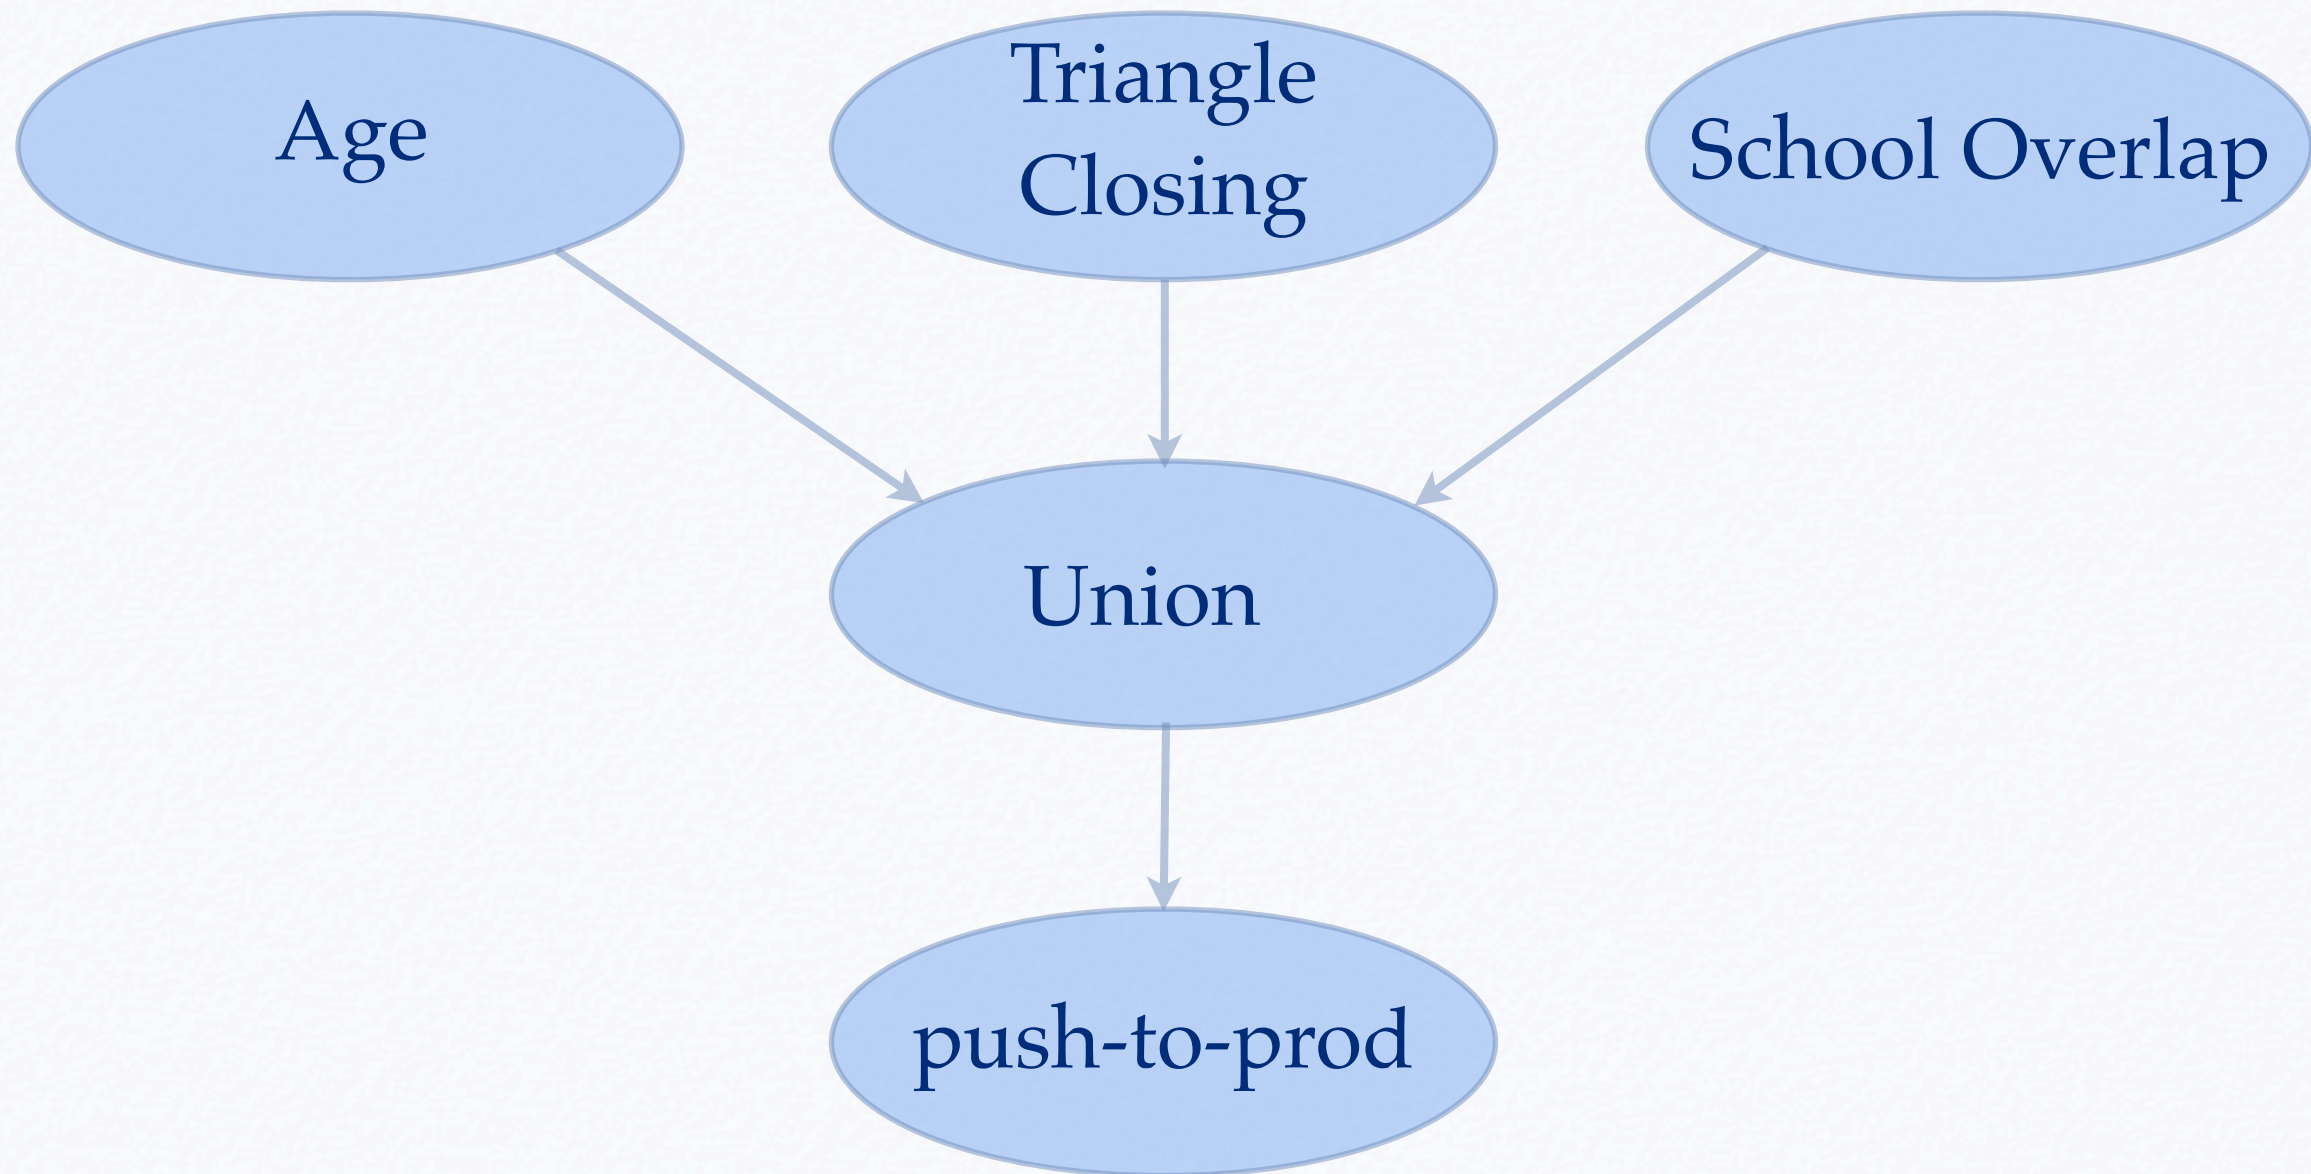 Age
Triangle
Closing
School Overlap
Union
push-to-prod